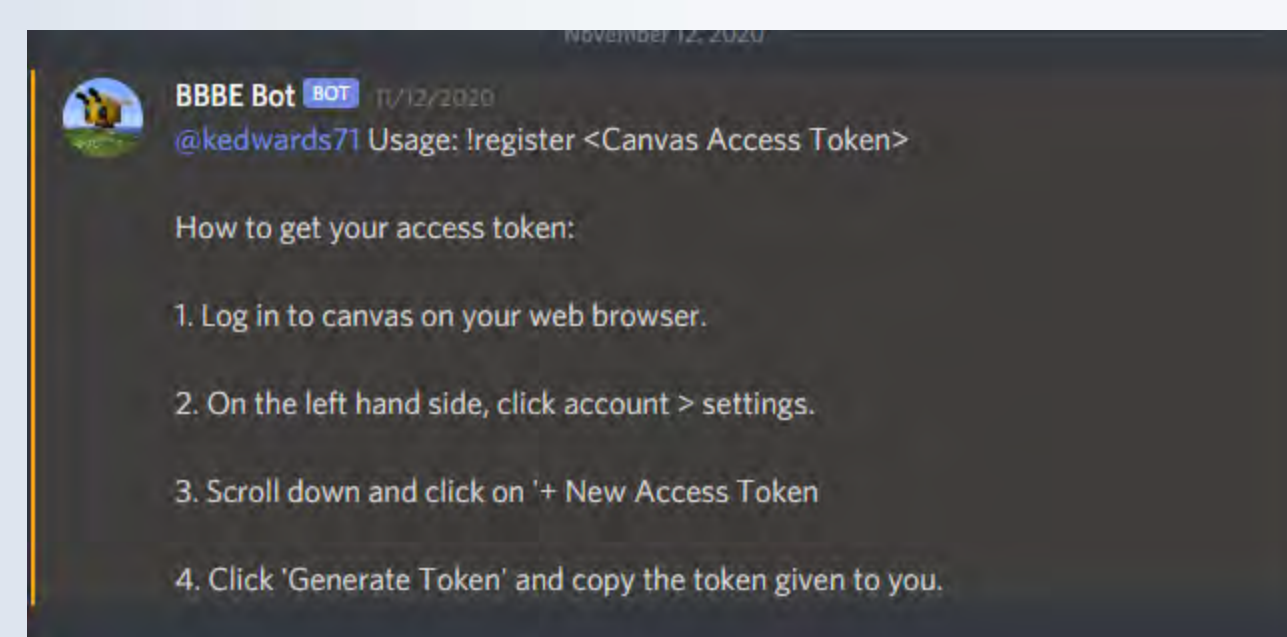 November 12, 2020
BBBE Bot BOT 11/12/2020
@kedwards71 Usage: !register <Canvas Access Token>
How to get your access token:
1. Log in to canvas on your web browser.
2. On the left hand side, click account > settings.
3. Scroll down and click on '+ New Access Token
4. Click 'Generate Token' and copy the token given to you.